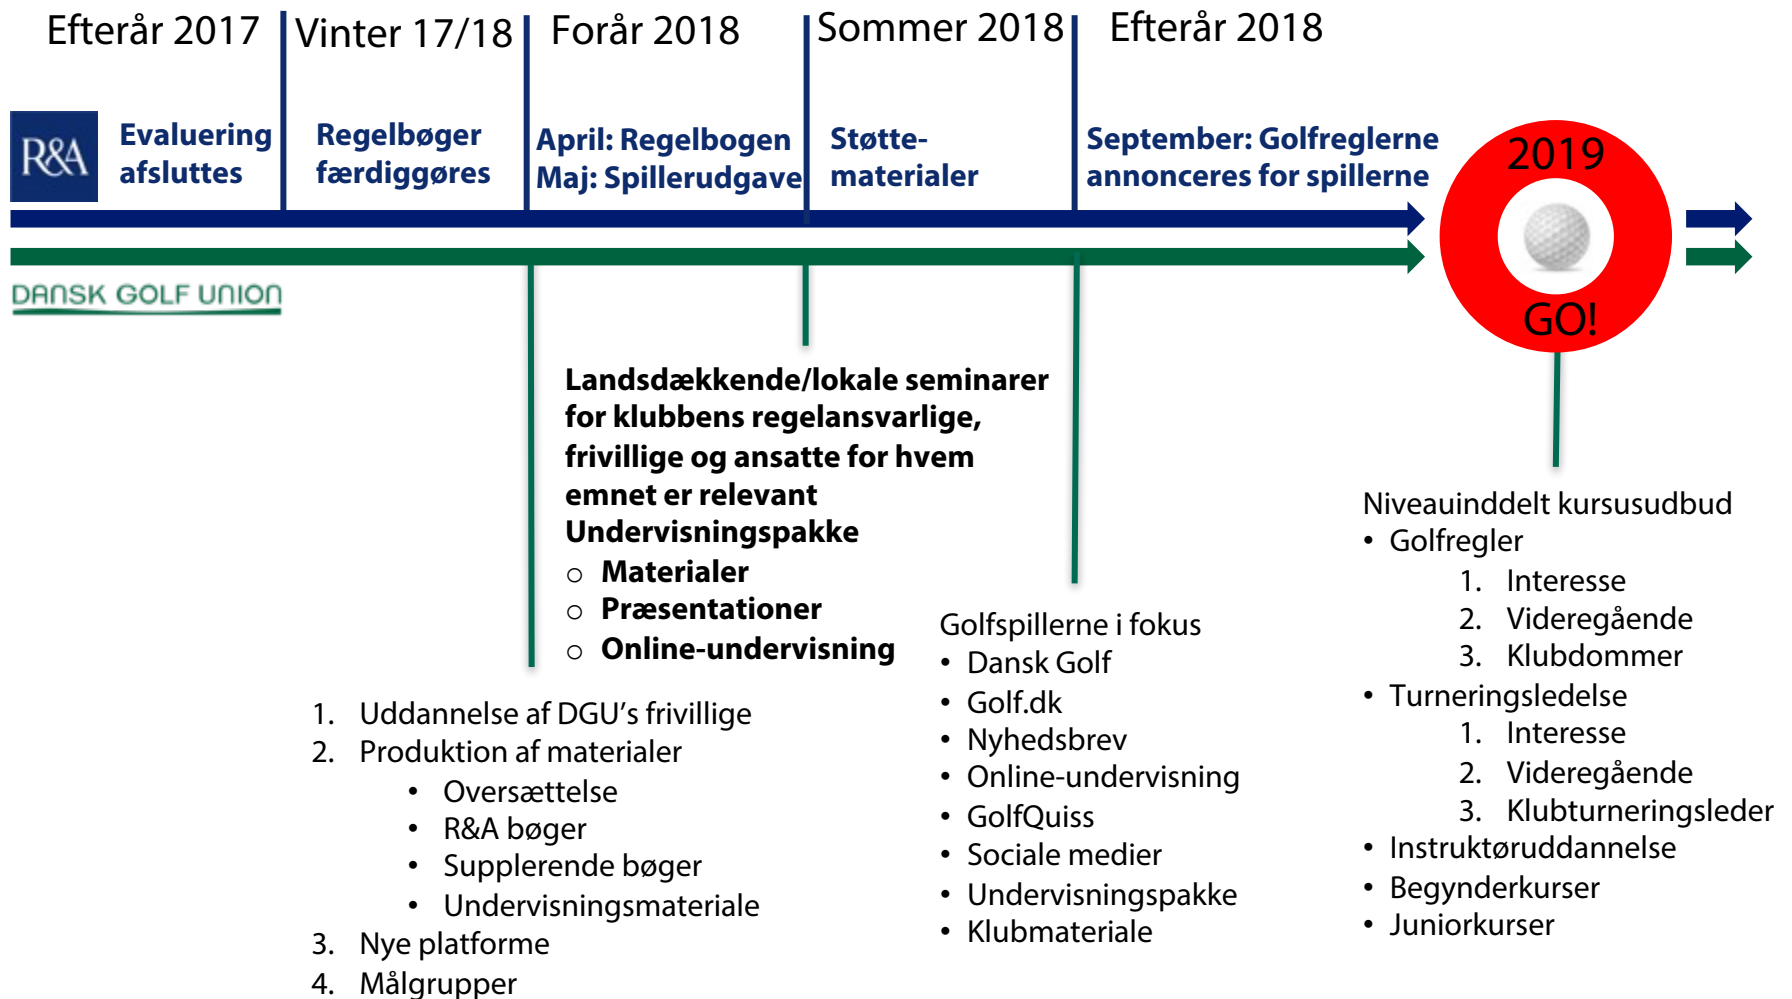 Efterår 2017
Vinter 17/18
Forår 2018
Sommer 2018
Efterår 2018
R&A
Evaluering
afsluttes
Regelbøger
færdiggøres
April: Regelbogen
Maj: Spillerudgave
Støtte-
materialer
September: Golfreglerne
annonceres for spillerne
2019
GO!
DANSK GOLF UNION
Landsdækkende/lokale seminarer
for klubbens regelansvarlige,
frivillige og ansatte for hvem
emnet er relevant
Undervisningspakke
○ Materialer
○ Præsentationer
○ Online-undervisning
1. Uddannelse af DGU's frivillige
2. Produktion af materialer
• Oversættelse
• R&A bøger
• Supplerende bøger
• Undervisningsmateriale
3. Nye platforme
4. Målgrupper
Golfspillerne i fokus
• Dansk Golf
• Golf.dk
• Nyhedsbrev
• Online-undervisning
• GolfQuiss
• Sociale medier
• Undervisningspakke
• Klubmateriale
Niveauinddelt kursusudbud
• Golfregler
1. Interesse
2. Videregående
3. Klubdommer
• Turneringsledelse
1. Interesse
2. Videregående
3. Klubturneringsleder
• Instruktøruddannelse
• Begynderkurser
• Juniorkurser